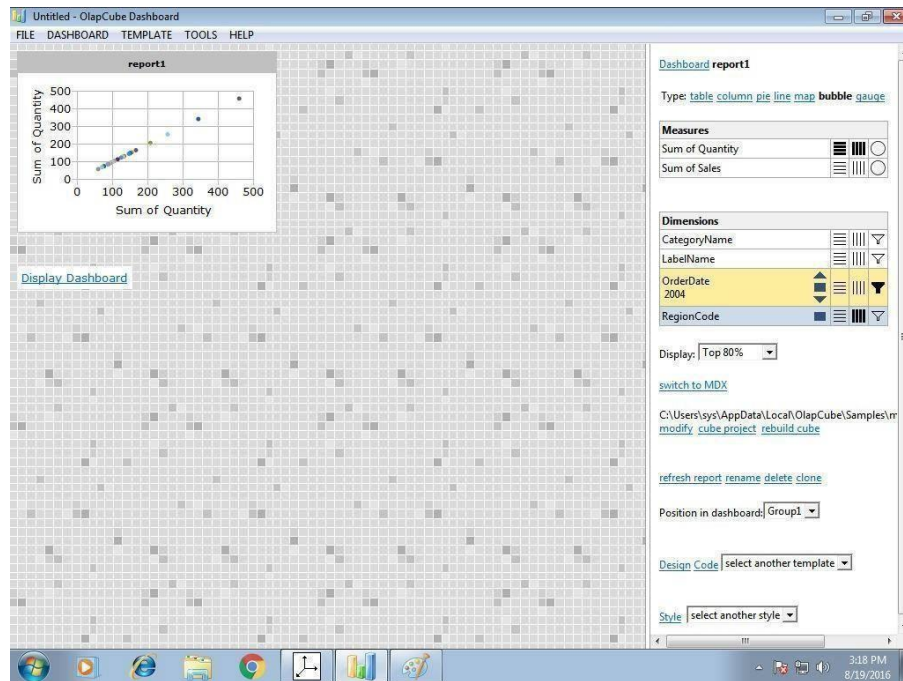 Untitled - OlapCube Dashboard
FILE DASHBOARD TEMPLATE TOOLS HELP
report1
Sum of Quantity
500
400
300
200
100
0
0 100 200 300 400 500
Sum of Quantity
Display Dashboard
Dashboard report1
Type: table column pie line map bubble gauge
Measures
Sum of Quantity
Sum of Sales
Dimensions
CategoryName
LabelName
OrderDate
2004
RegionCode
Display: Top 80%
switch to MDX
C:\Users\sys\AppData\Local\OlapCube\Samples\m
modify cube project rebuild cube
refresh report rename delete clone
Position in dashboard: Group1
Design Code select another template
Style select another style
3:18 PM
8/19/2016